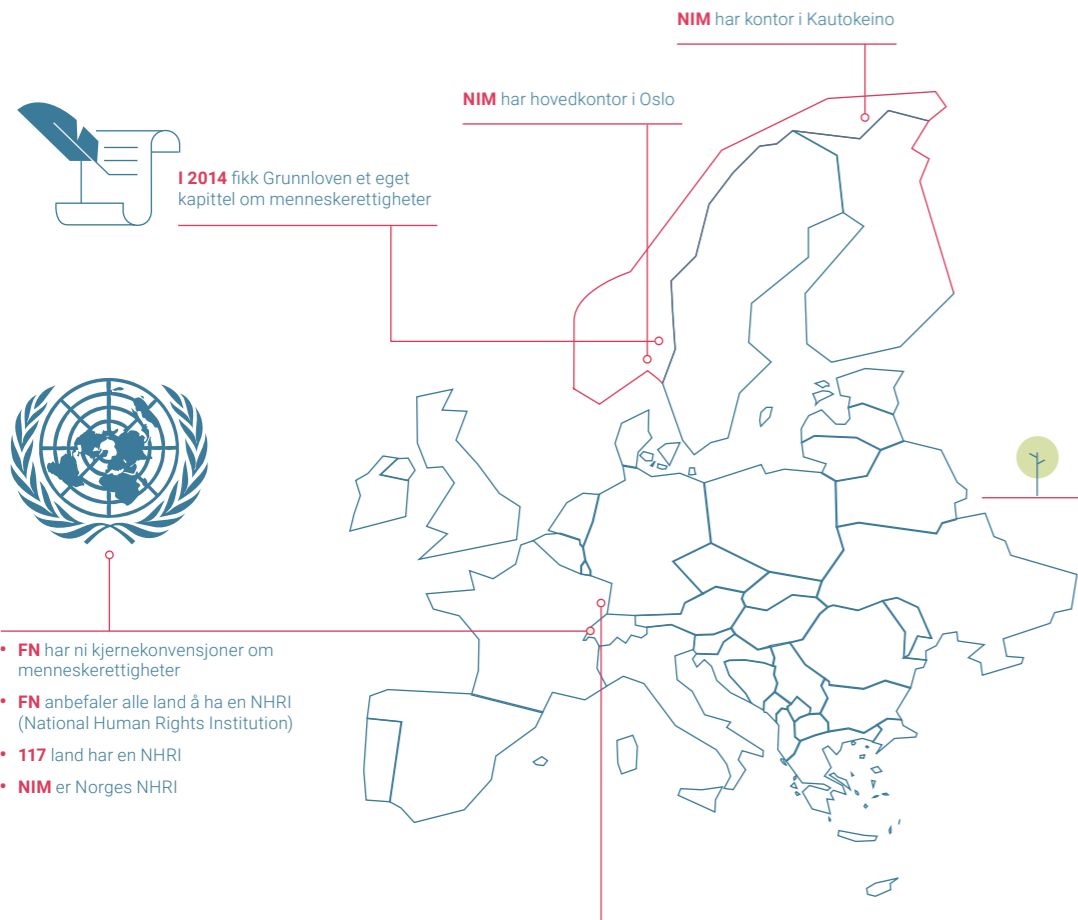 NIM har kontor i Kautokeino
NIM har hovedkontor i Oslo
I 2014 fikk Grunnloven et eget
kapittel om menneskerettigheter
• FN har ni kjernekonvensjoner om
menneskerettigheter
• FN anbefaler alle land å ha en NHRI
(National Human Rights Institution)
• 117 land har en NHRI
• NIM er Norges NHRI